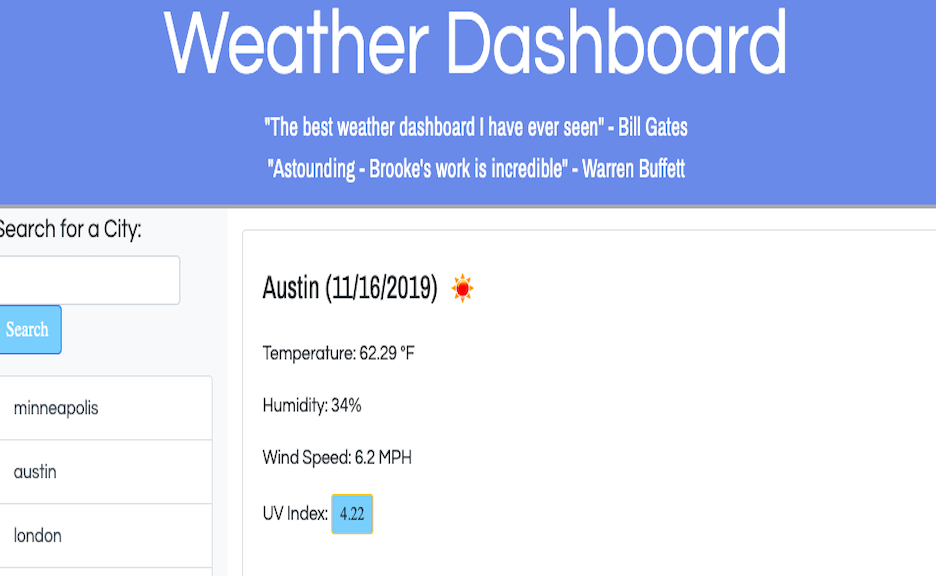 Weather Dashboard
"The best weather dashboard I have ever seen" - Bill Gates
"Astounding - Brooke's work is incredible" - Warren Buffett
Search for a City:
Search
minneapolis
austin
london
Austin (11/16/2019)
Temperature: 62.29 °F
Humidity: 34%
Wind Speed: 6.2 MPH
UV Index: 4.22